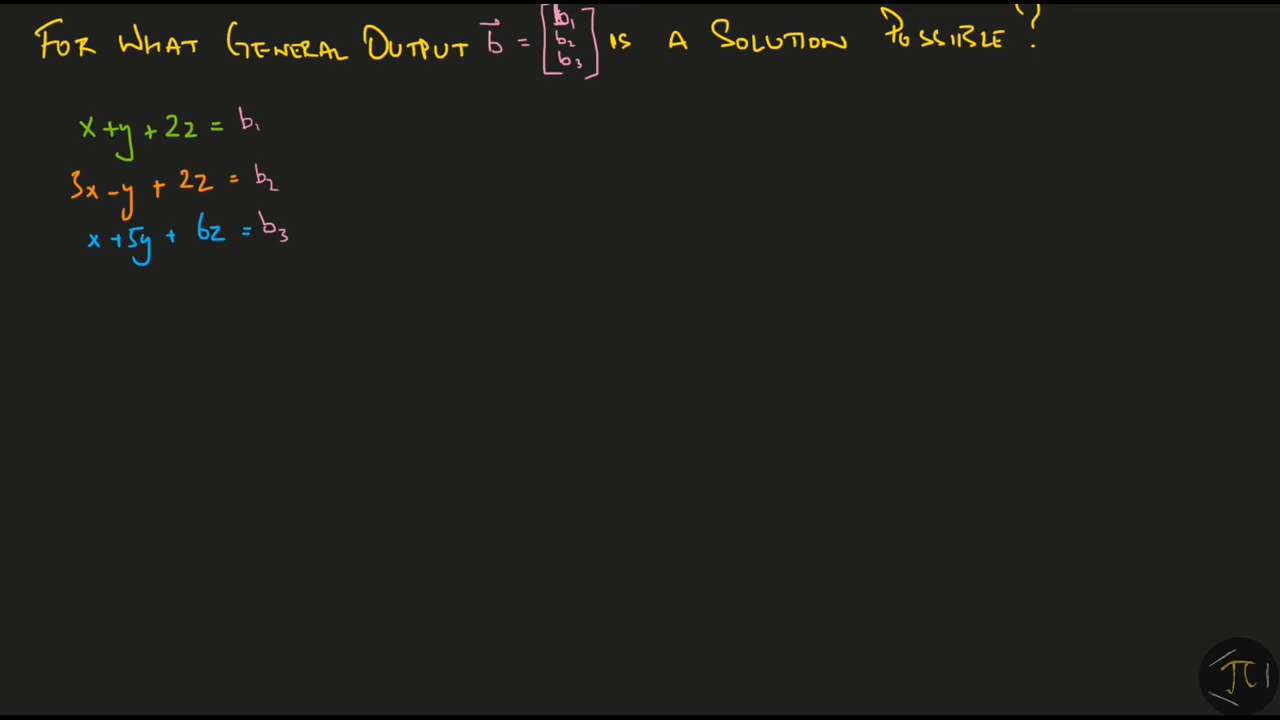 FOR WHAT GENERAL OUTPUT b⃗ = [b₁ b₂ b₃] IS A SOLUTION POSSIBLE?
x + y + 2z = b₁
3x - y + 2z = b₂
x + 5y + 6z = b₃
⟨π|